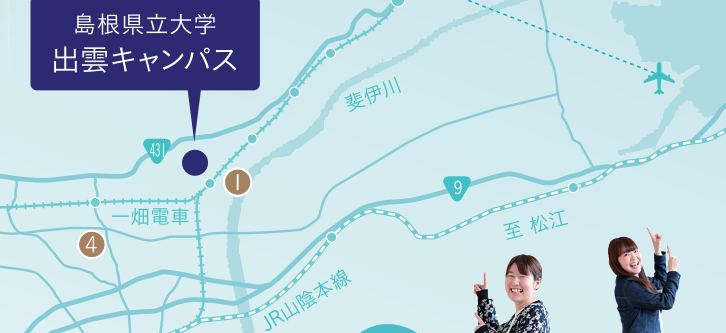 島根県立大学
出雲キャンパス
斐伊川
431
1
9
一畑電車
至 松江
4
JR山陰本線